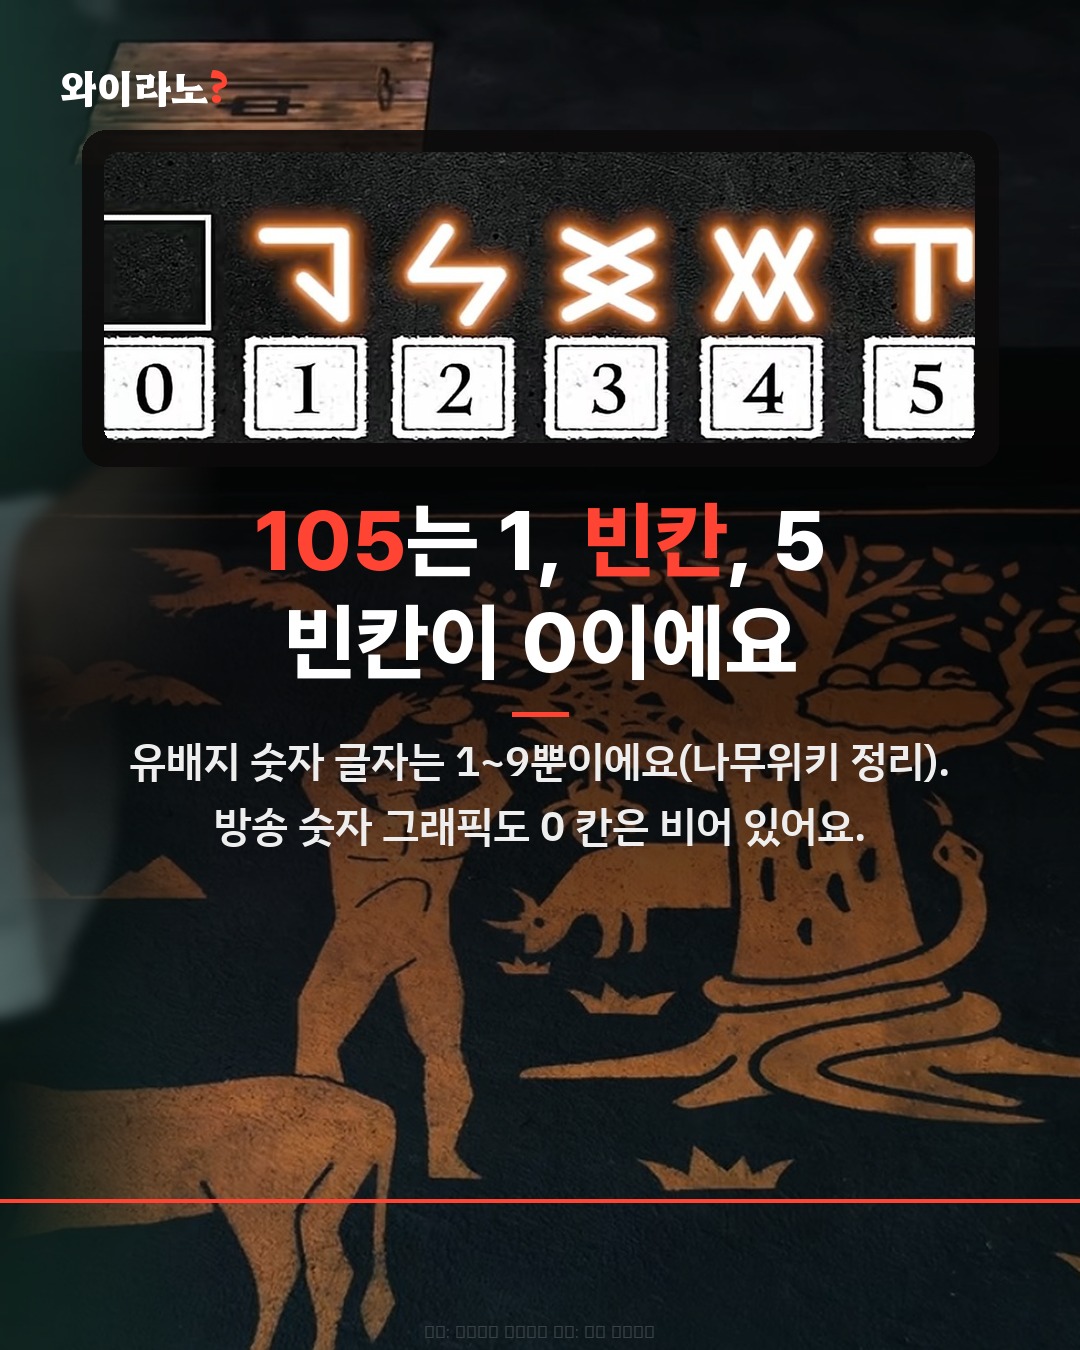 와이라노?
0 1 2 3 4 5
105는 1, 빈칸, 5
빈칸이 0이에요
유배지 숫자 글자는 1~9뿐이에요(나무위키 정리).
방송 숫자 그래픽도 0 칸은 비어 있어요.